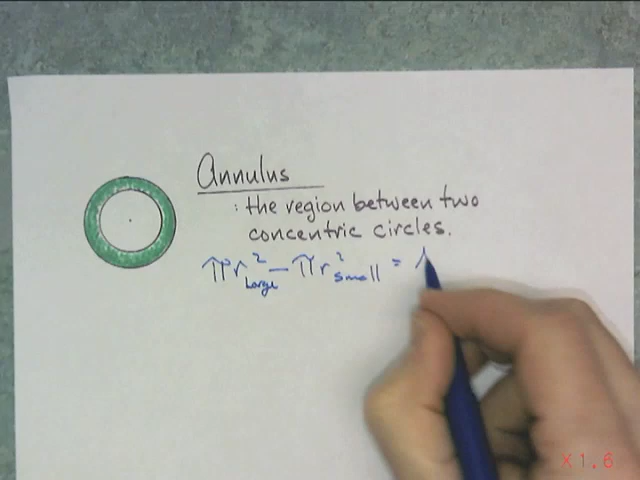 Annulus
: the region between two
concentric circles.
πr²Large - πr²small =
X1.6